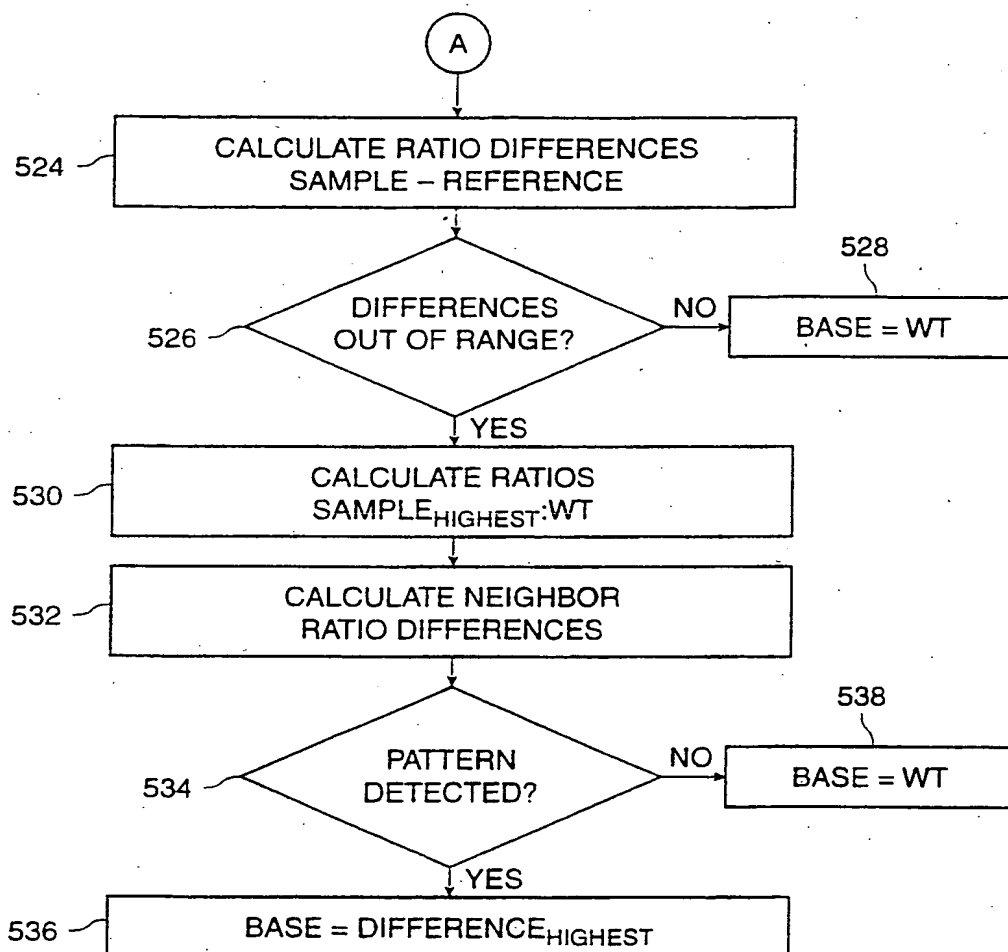 A
524
CALCULATE RATIO DIFFERENCES
SAMPLE – REFERENCE
526
DIFFERENCES
OUT OF RANGE?
NO
528
BASE = WT
YES
530
CALCULATE RATIOS
SAMPLEHIGHEST:WT
532
CALCULATE NEIGHBOR
RATIO DIFFERENCES
534
PATTERN
DETECTED?
NO
538
BASE = WT
YES
536
BASE = DIFFERENCEHIGHEST